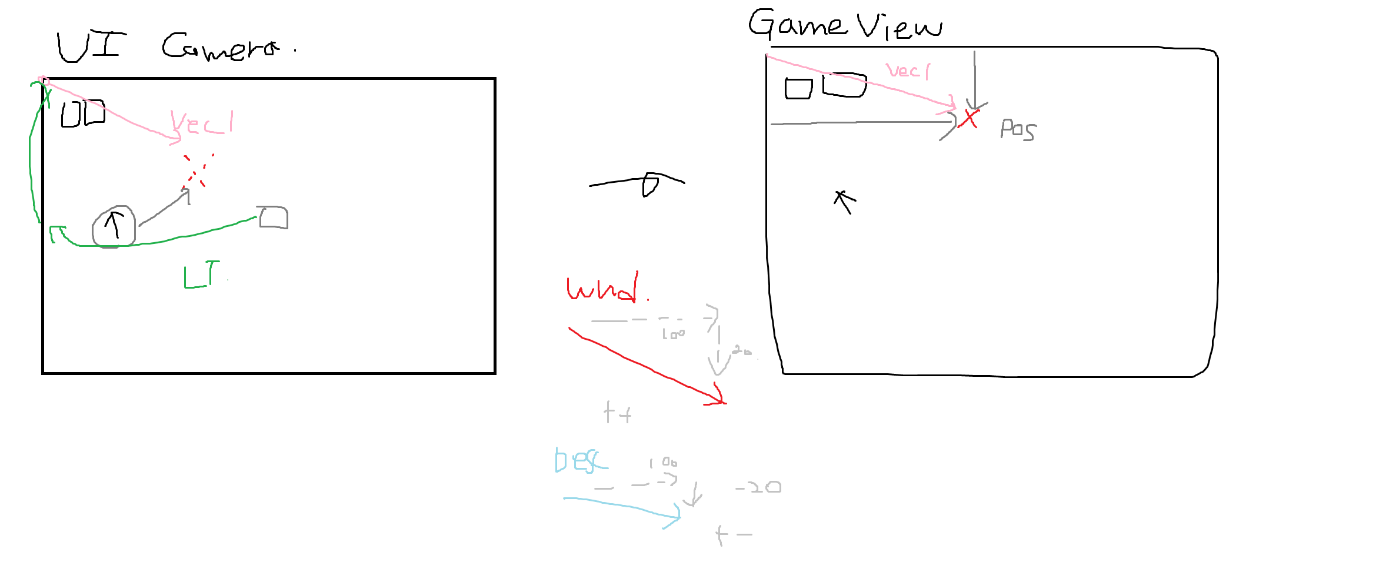 UI Camera.
Game View
Vec1
vec1
Pos
LT.
Wnd.
100
20
++
Desc
100
-20
+-